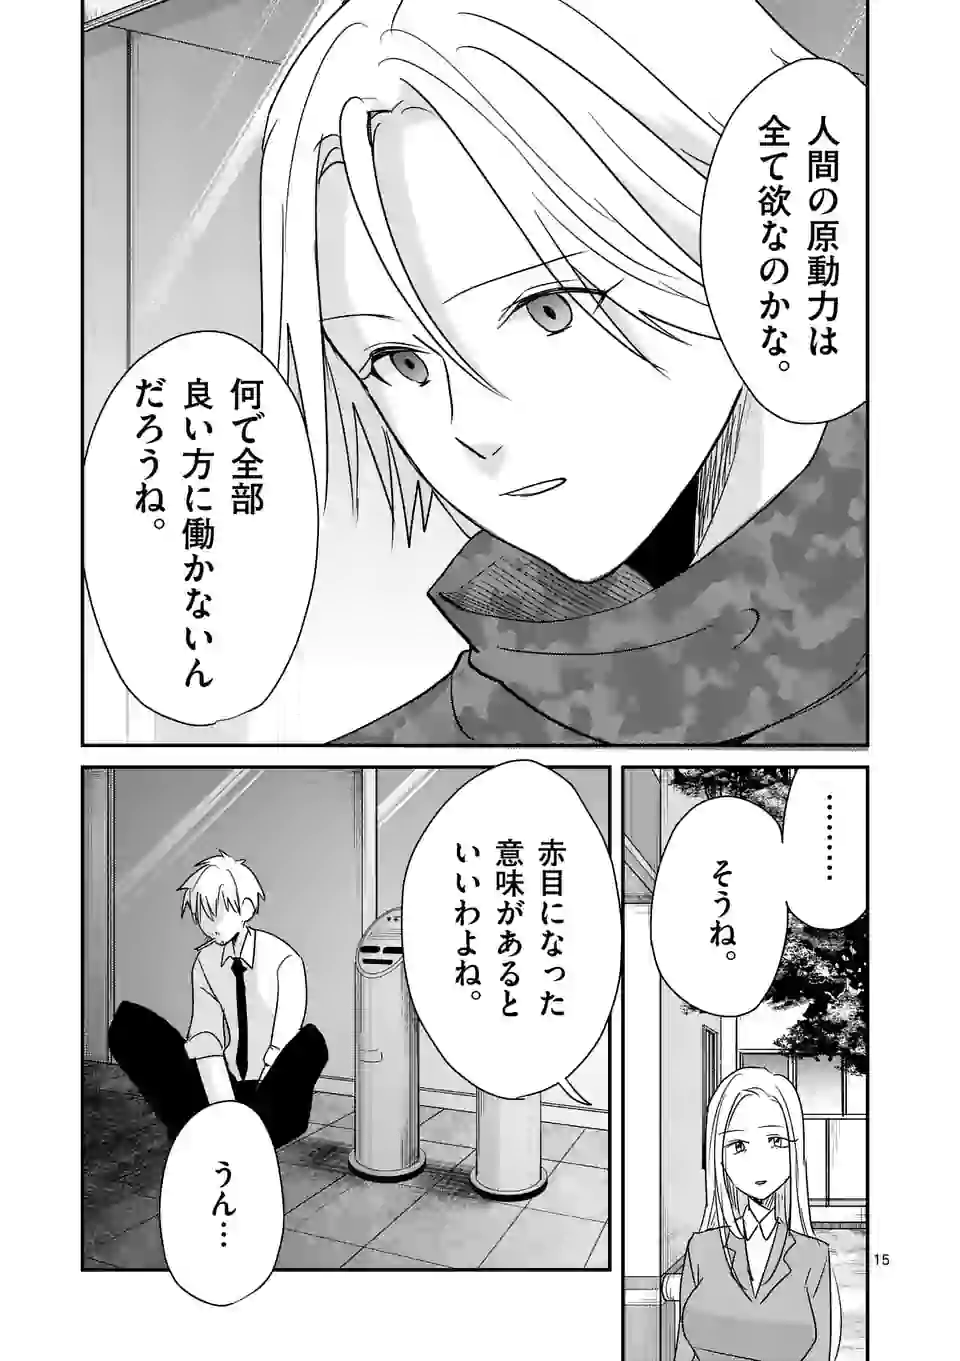 人間の原動力は
全て欲なのかな。
何で全部
良い方に働かないん
だろうね。
………
そうね。
赤目になった
意味があると
いいわよね。
うん…
15